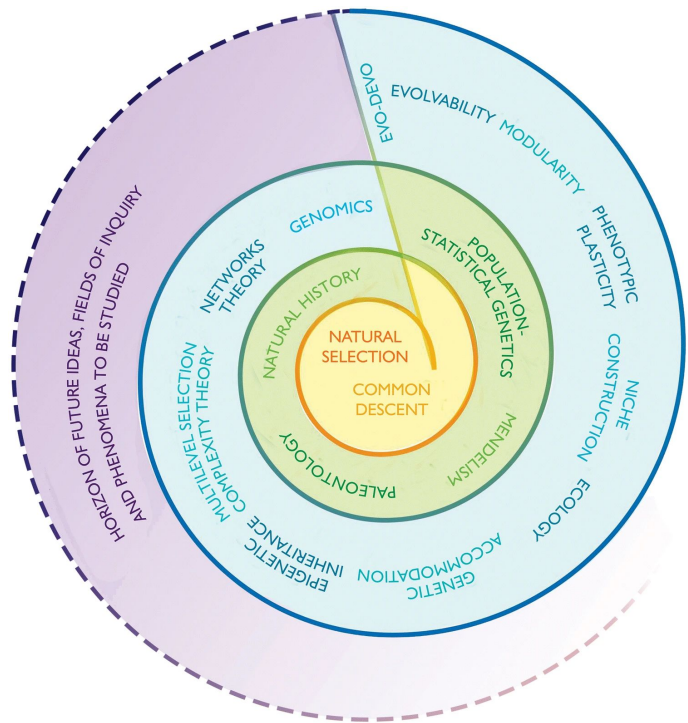 NATURAL
SELECTION
COMMON
DESCENT
NATURAL HISTORY
POPULATION-
STATISTICAL GENETICS
MENDELISM
PALEONTOLOGY
EVO-DEVO
EVOLVABILITY
MODULARITY
PHENOTYPIC
PLASTICITY
NICHE
CONSTRUCTION
ECOLOGY
GENETIC
ACCOMMODATION
EPIGENETIC
INHERITANCE
MULTILEVEL SELECTION
COMPLEXITY THEORY
NETWORKS
THEORY
GENOMICS
HORIZON OF FUTURE IDEAS, FIELDS OF INQUIRY
AND PHENOMENA TO BE STUDIED